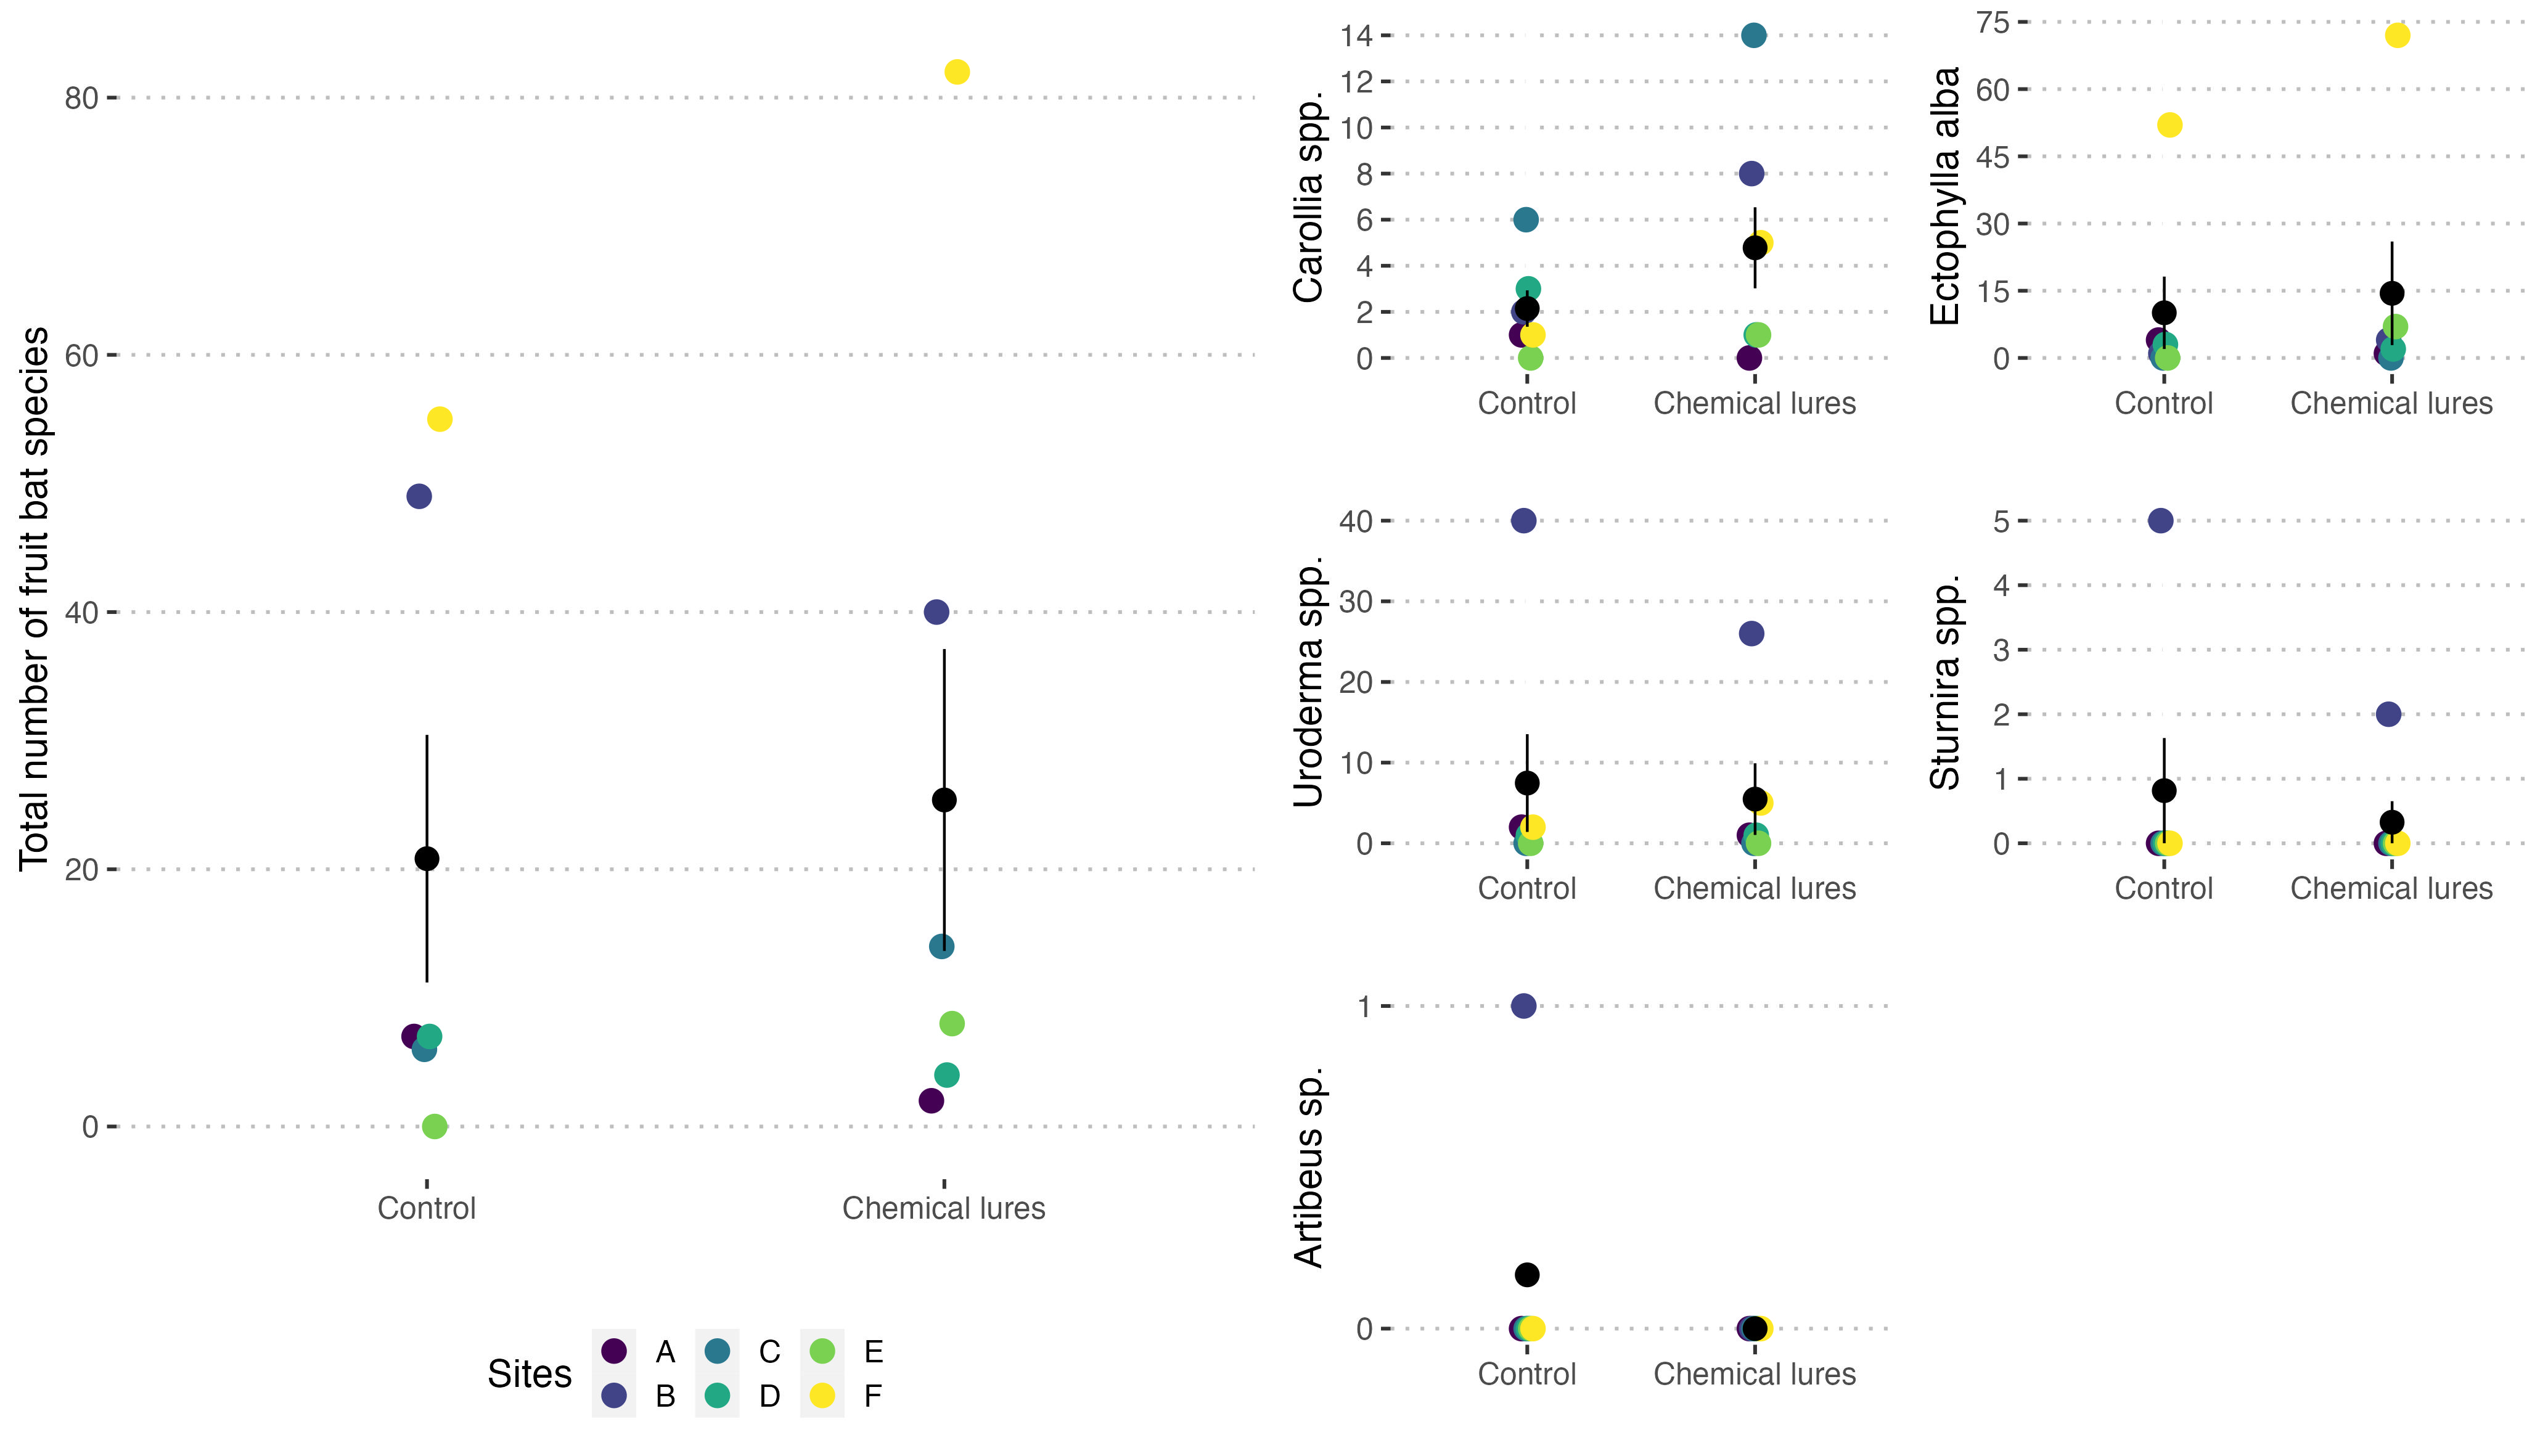 Total number of fruit bat species
80
60
40
20
0
Control Chemical lures
Sites
A C E
B D F
Carollia spp.
14
12
10
8
6
4
2
0
Control Chemical lures
Ectophylla alba
75
60
45
30
15
0
Control Chemical lures
Uroderma spp.
40
30
20
10
0
Control Chemical lures
Sturnira spp.
5
4
3
2
1
0
Control Chemical lures
Artibeus sp.
1
0
Control Chemical lures